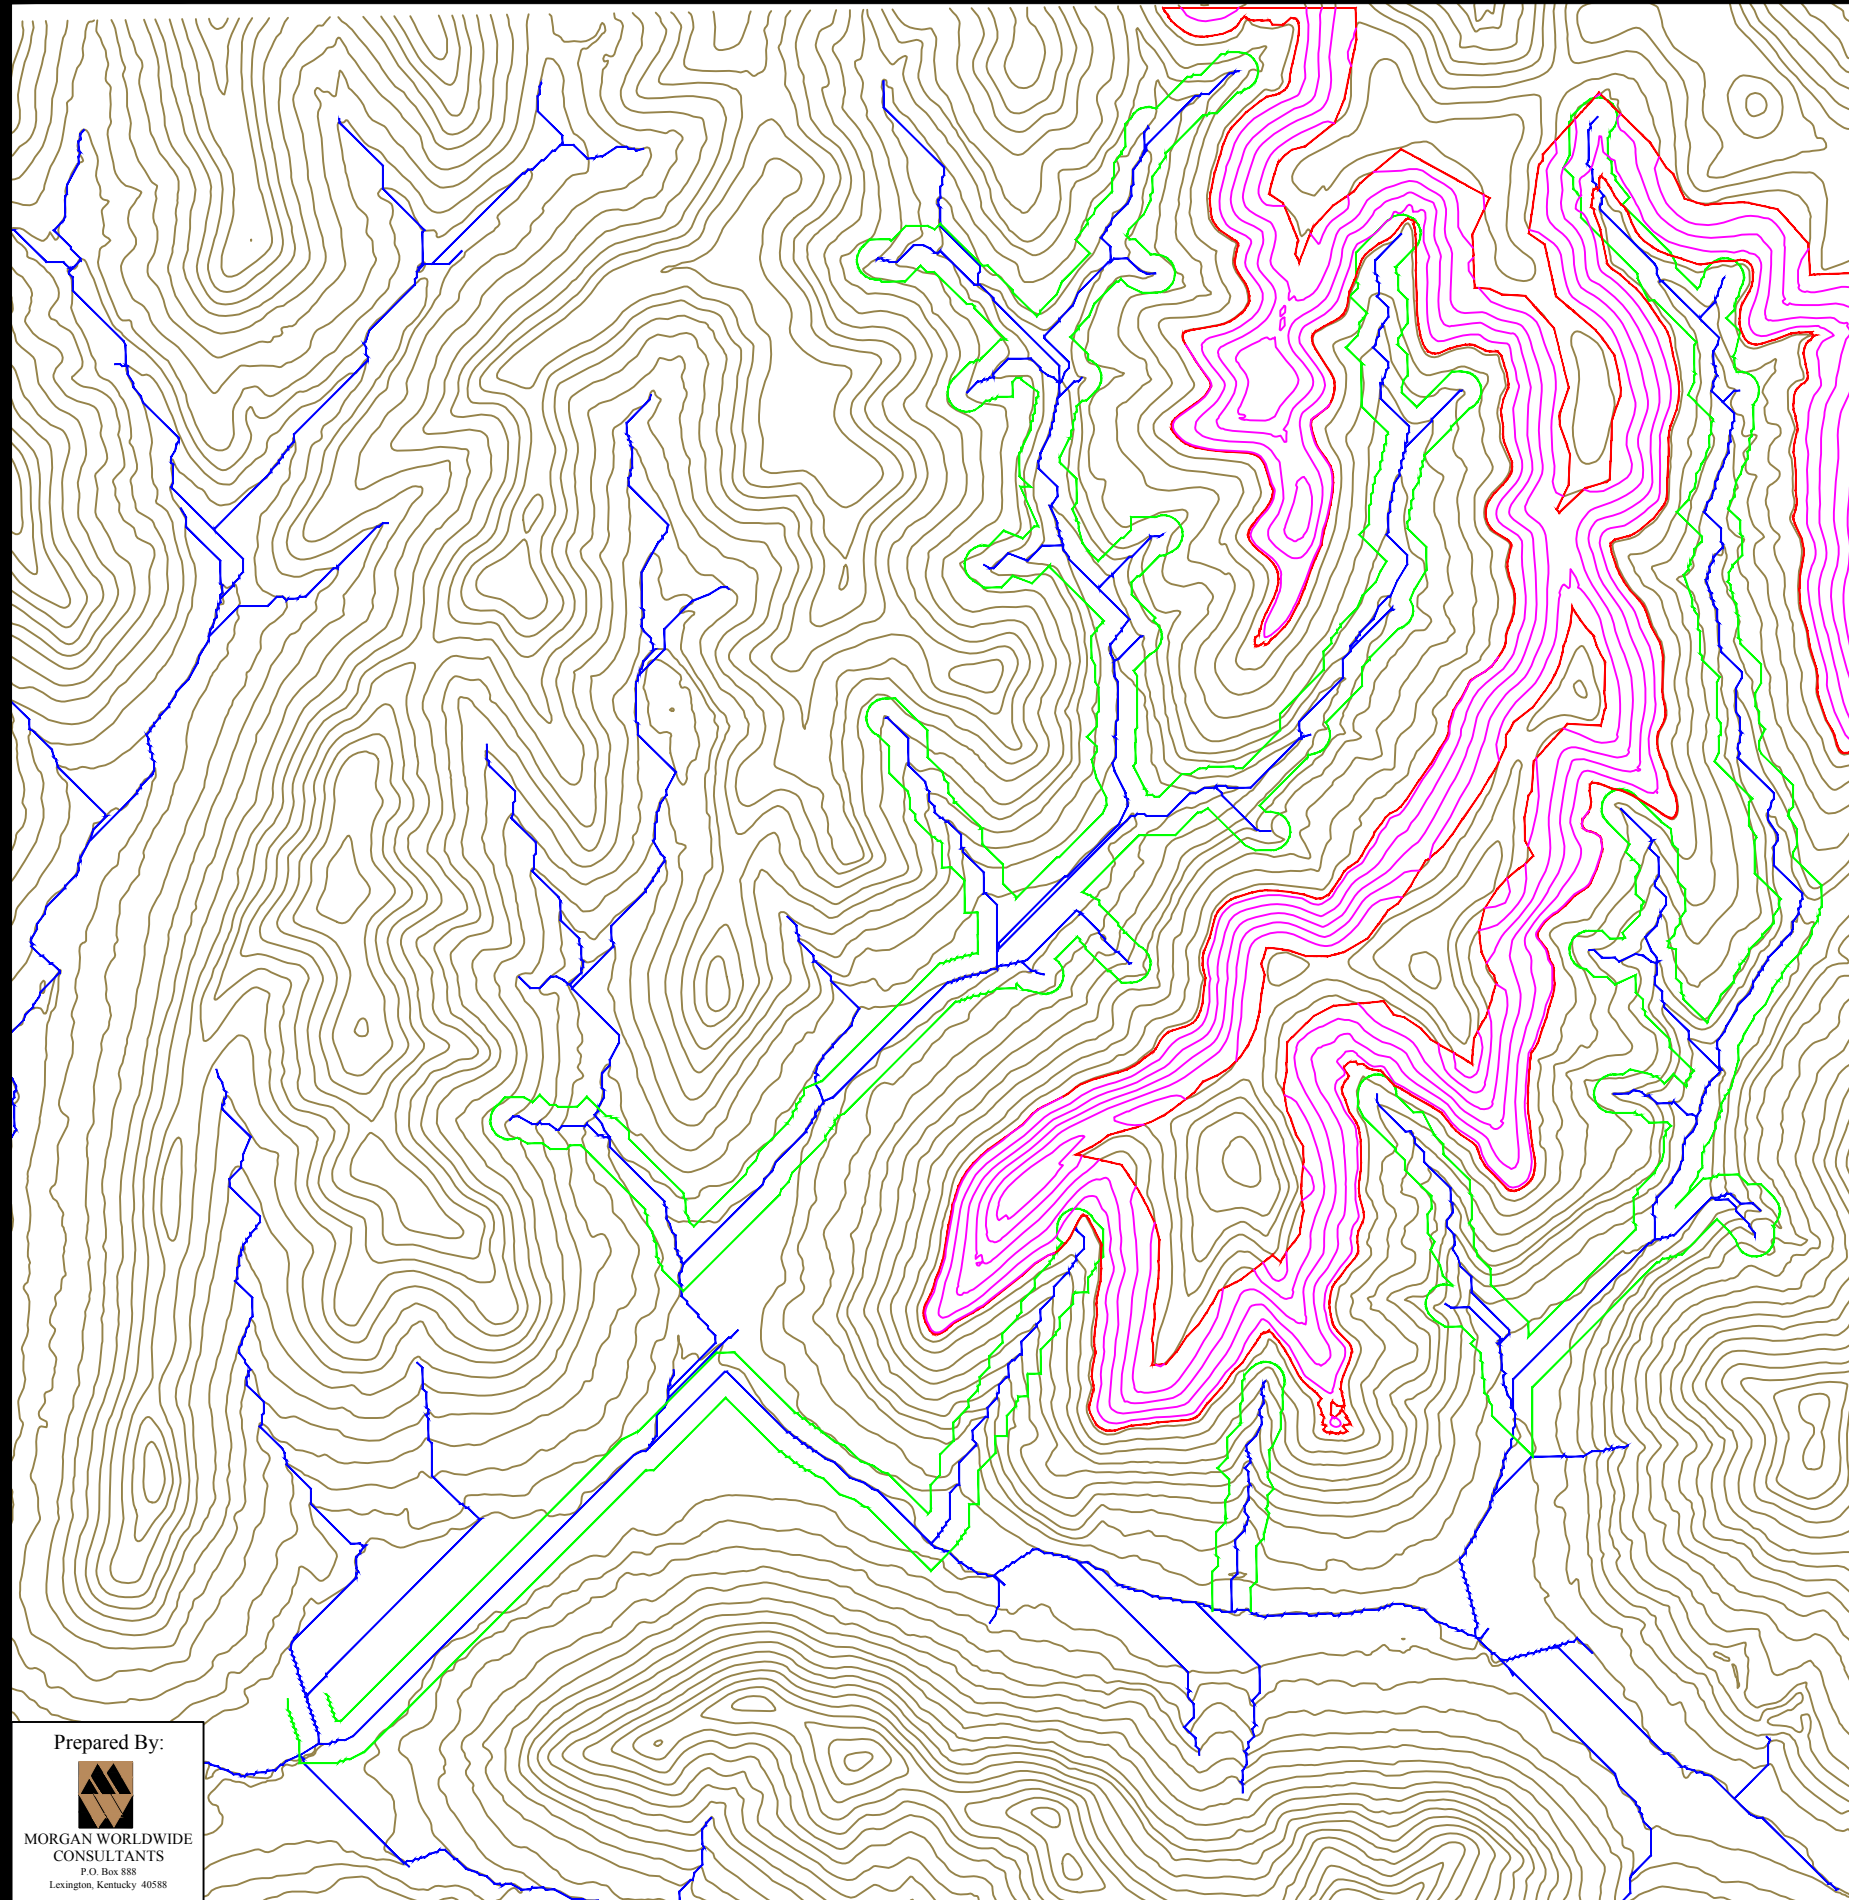 Prepared By:
MORGAN WORLDWIDE
CONSULTANTS
P.O. Box 888
Lexington, Kentucky 40588